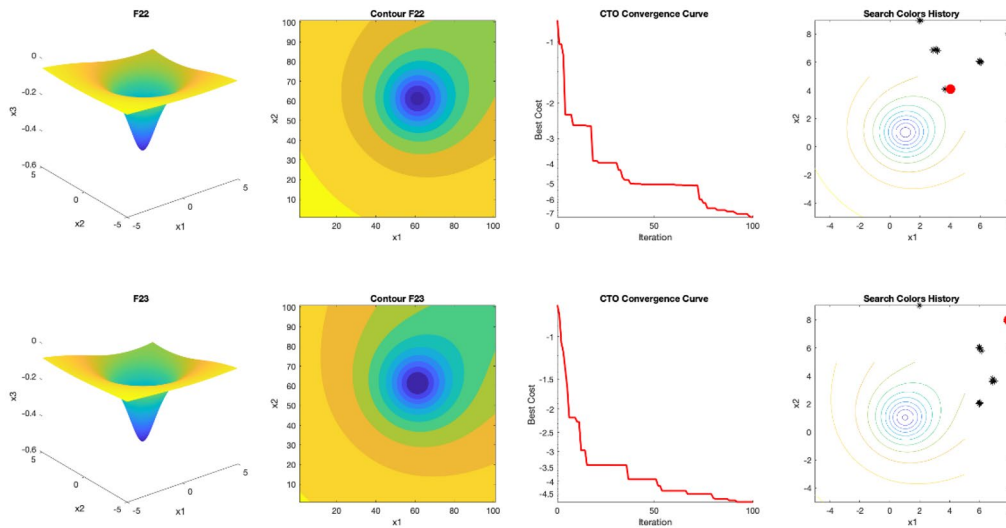 F22
0
-0.2
-0.4
-0.6
x3
5
0
-5
x2
-5
0
5
x1
Contour F22
100
90
80
70
60
50
40
30
20
10
x2
20 40 60 80 100
x1
CTO Convergence Curve
-1
-2
-3
-4
-5
-6
-7
Best Cost
0 50 100
Iteration
Search Colors History
8
6
4
2
0
-2
-4
x2
-4 -2 0 2 4 6 8
x1
F23
0
-0.2
-0.4
-0.6
x3
5
0
-5
x2
-5
0
5
x1
Contour F23
100
90
80
70
60
50
40
30
20
10
x2
20 40 60 80 100
x1
CTO Convergence Curve
-1
-1.5
-2
-2.5
-3
-3.5
-4
-4.5
Best Cost
0 50 100
Iteration
Search Colors History
8
6
4
2
0
-2
-4
x2
-4 -2 0 2 4 6 8
x1